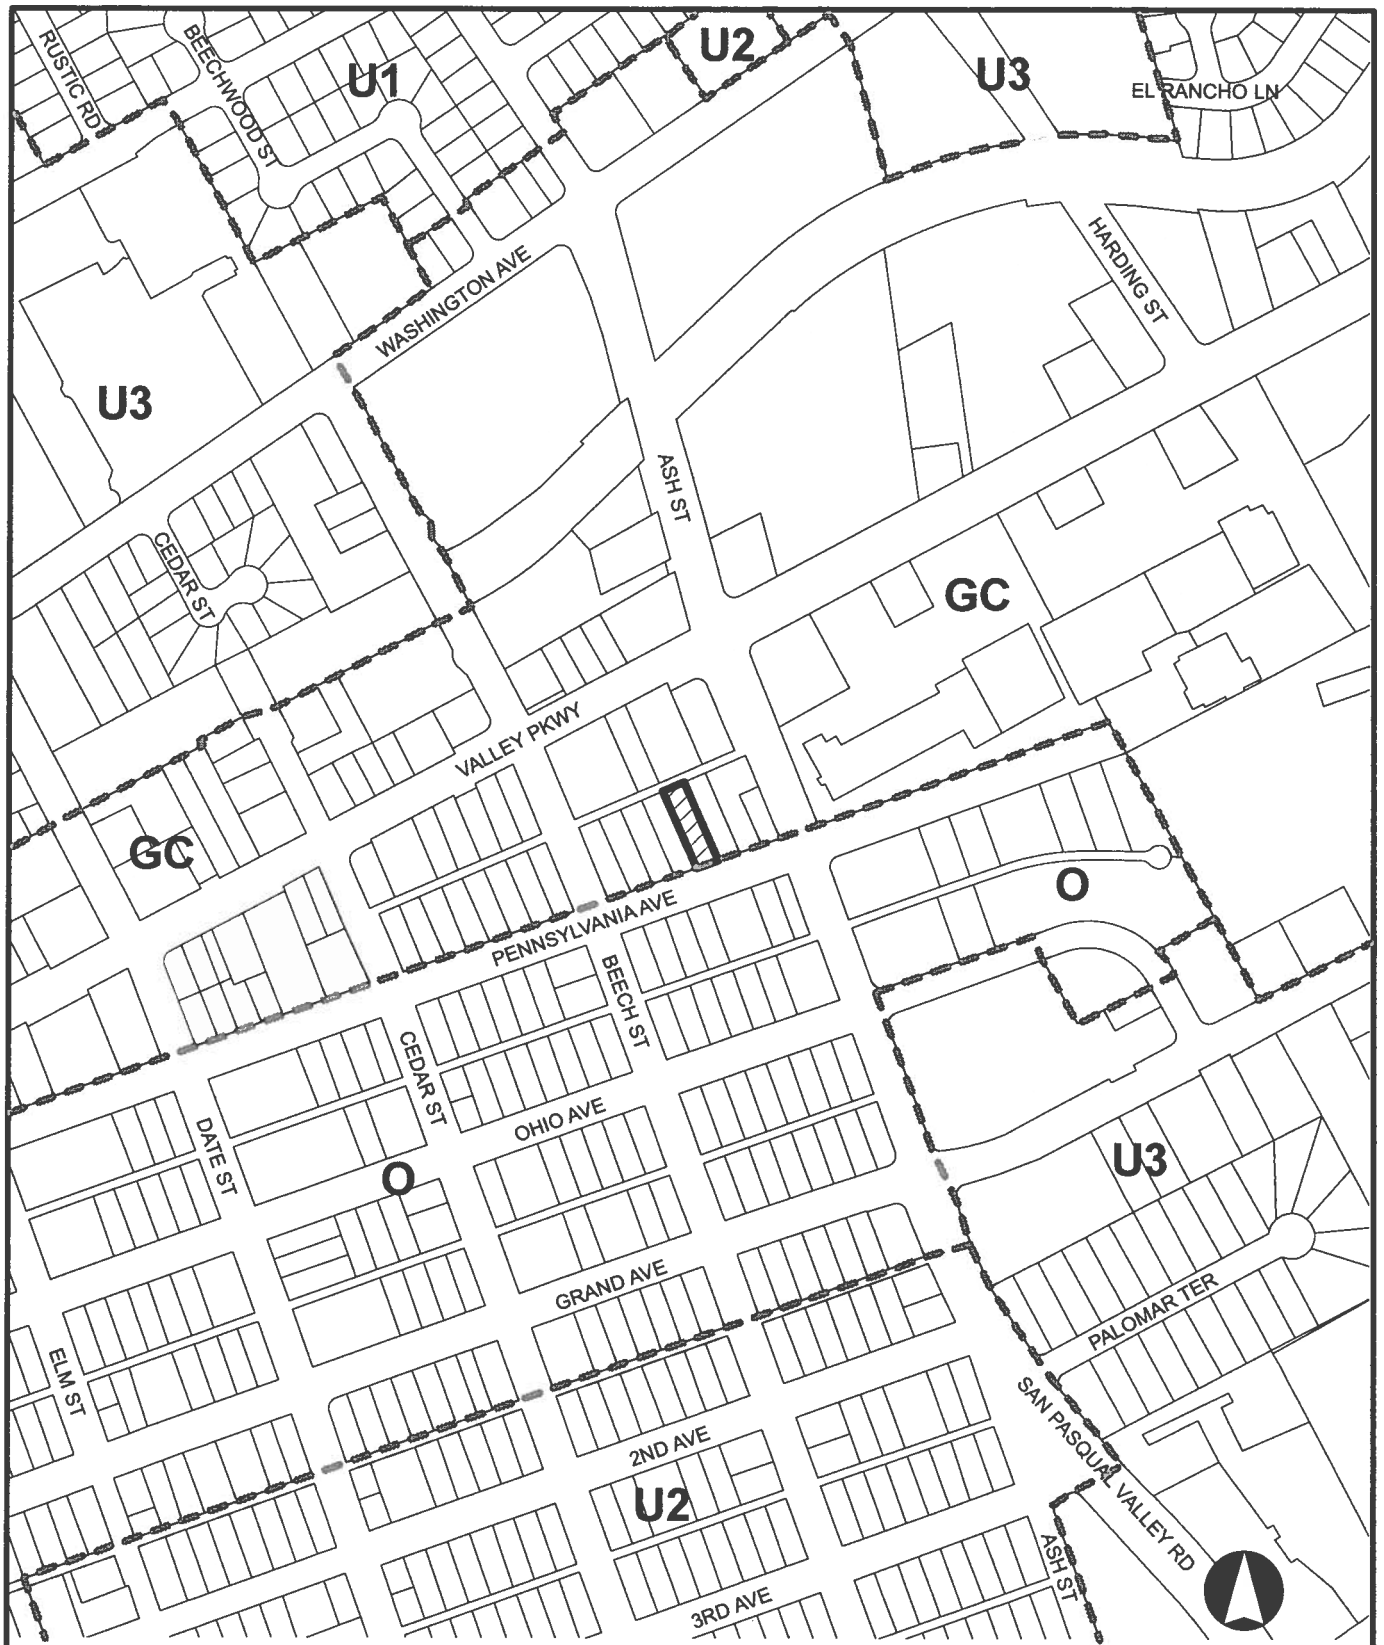 RUSTIC RD
BEECHWOOD ST
U1
U2
U3
EL RANCHO LN
WASHINGTON AVE
HARDING ST
U3
ASH ST
CEDAR ST
GC
VALLEY PKWY
GC
O
PENNSYLVANIA AVE
BEECH ST
CEDAR ST
OHIO AVE
DATE ST
O
U3
GRAND AVE
PALOMAR TER
ELM ST
SAN PASQUAL VALLEY RD
2ND AVE
U2
ASH ST
3RD AVE